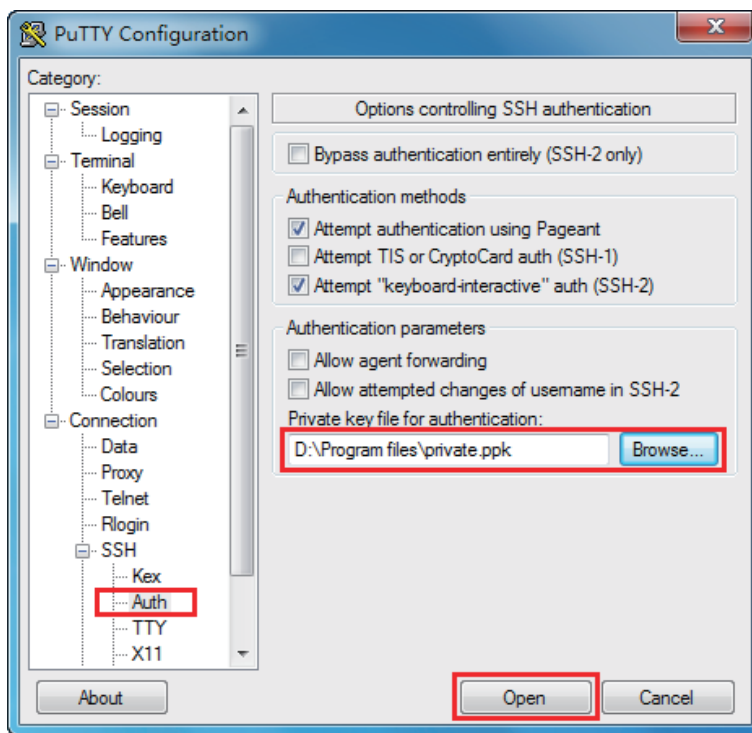 PuTTY Configuration
Category:
Session
Logging
Terminal
Keyboard
Bell
Features
Window
Appearance
Behaviour
Translation
Selection
Colours
Connection
Data
Proxy
Telnet
Rlogin
SSH
Kex
Auth
TTY
X11
Options controlling SSH authentication
Bypass authentication entirely (SSH-2 only)
Authentication methods
Attempt authentication using Pageant
Attempt TIS or CryptoCard auth (SSH-1)
Attempt "keyboard-interactive" auth (SSH-2)
Authentication parameters
Allow agent forwarding
Allow attempted changes of username in SSH-2
Private key file for authentication:
D:\Program files\private.ppk
Browse...
About
Open
Cancel